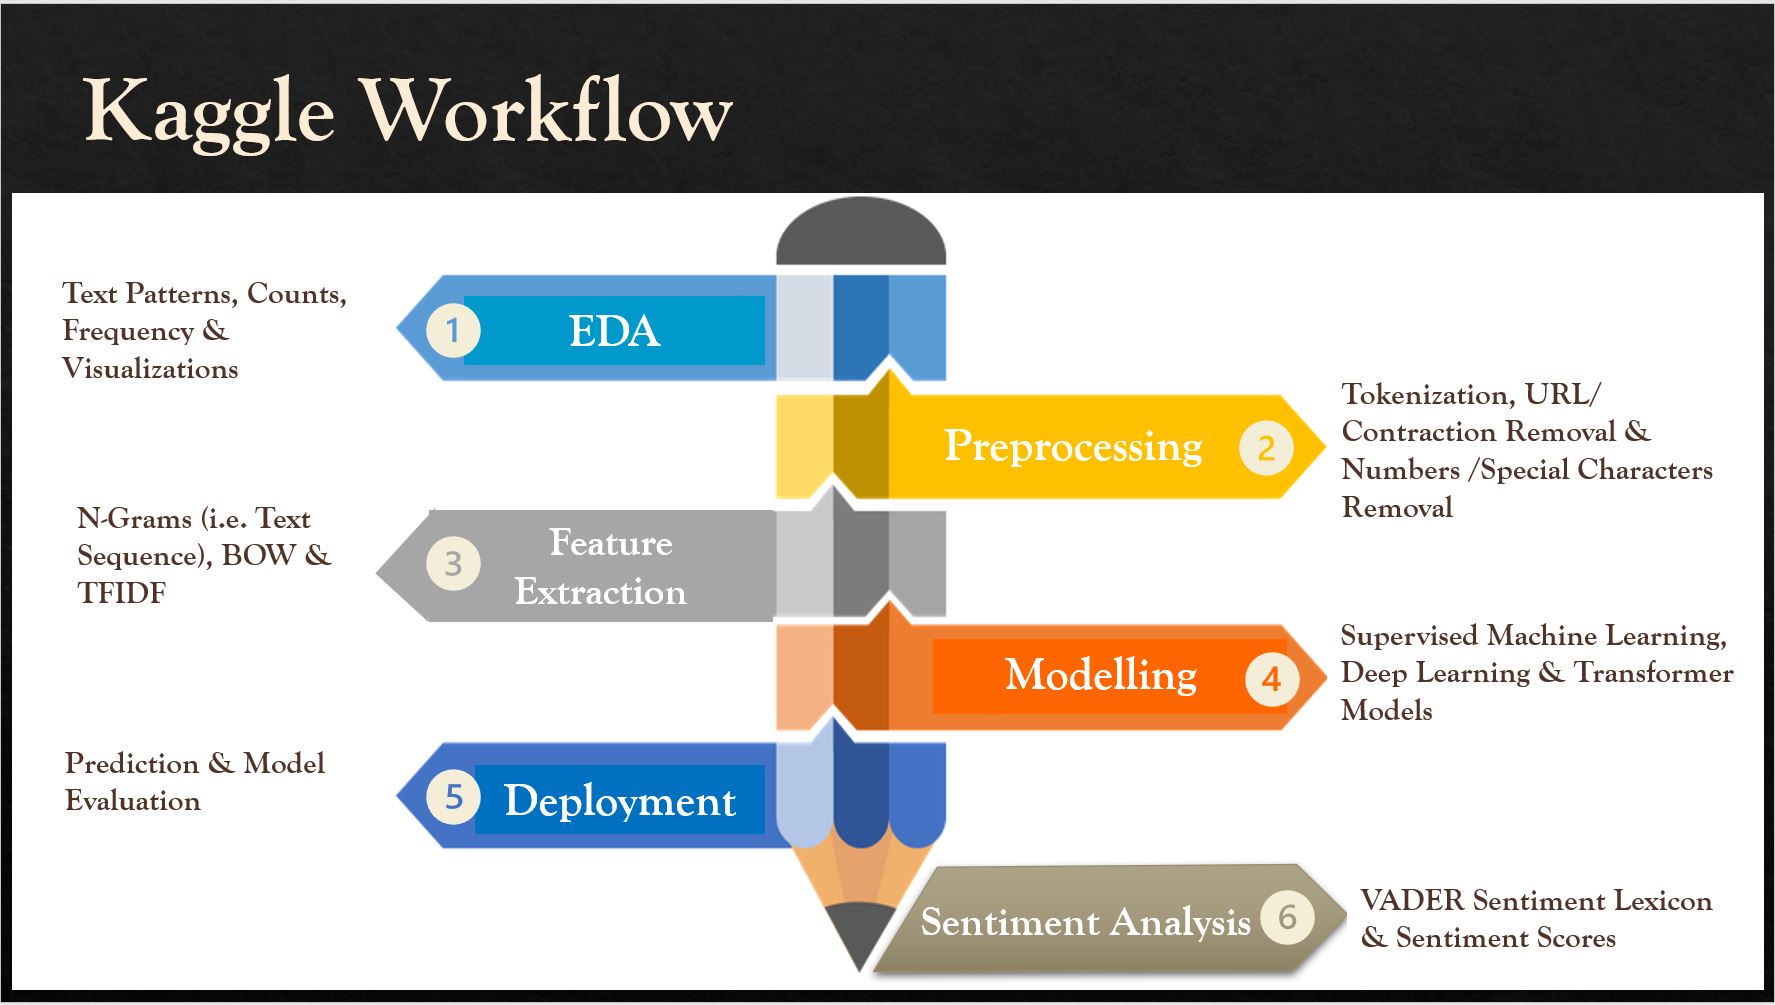 Kaggle Workflow
Text Patterns, Counts,
Frequency &
Visualizations
1
EDA
Preprocessing
2
Tokenization, URL/
Contraction Removal &
Numbers /Special Characters
Removal
N-Grams (i.e. Text
Sequence), BOW &
TFIDF
3
Feature
Extraction
Modelling
4
Supervised Machine Learning,
Deep Learning & Transformer
Models
Prediction & Model
Evaluation
5
Deployment
Sentiment Analysis
6
VADER Sentiment Lexicon
& Sentiment Scores